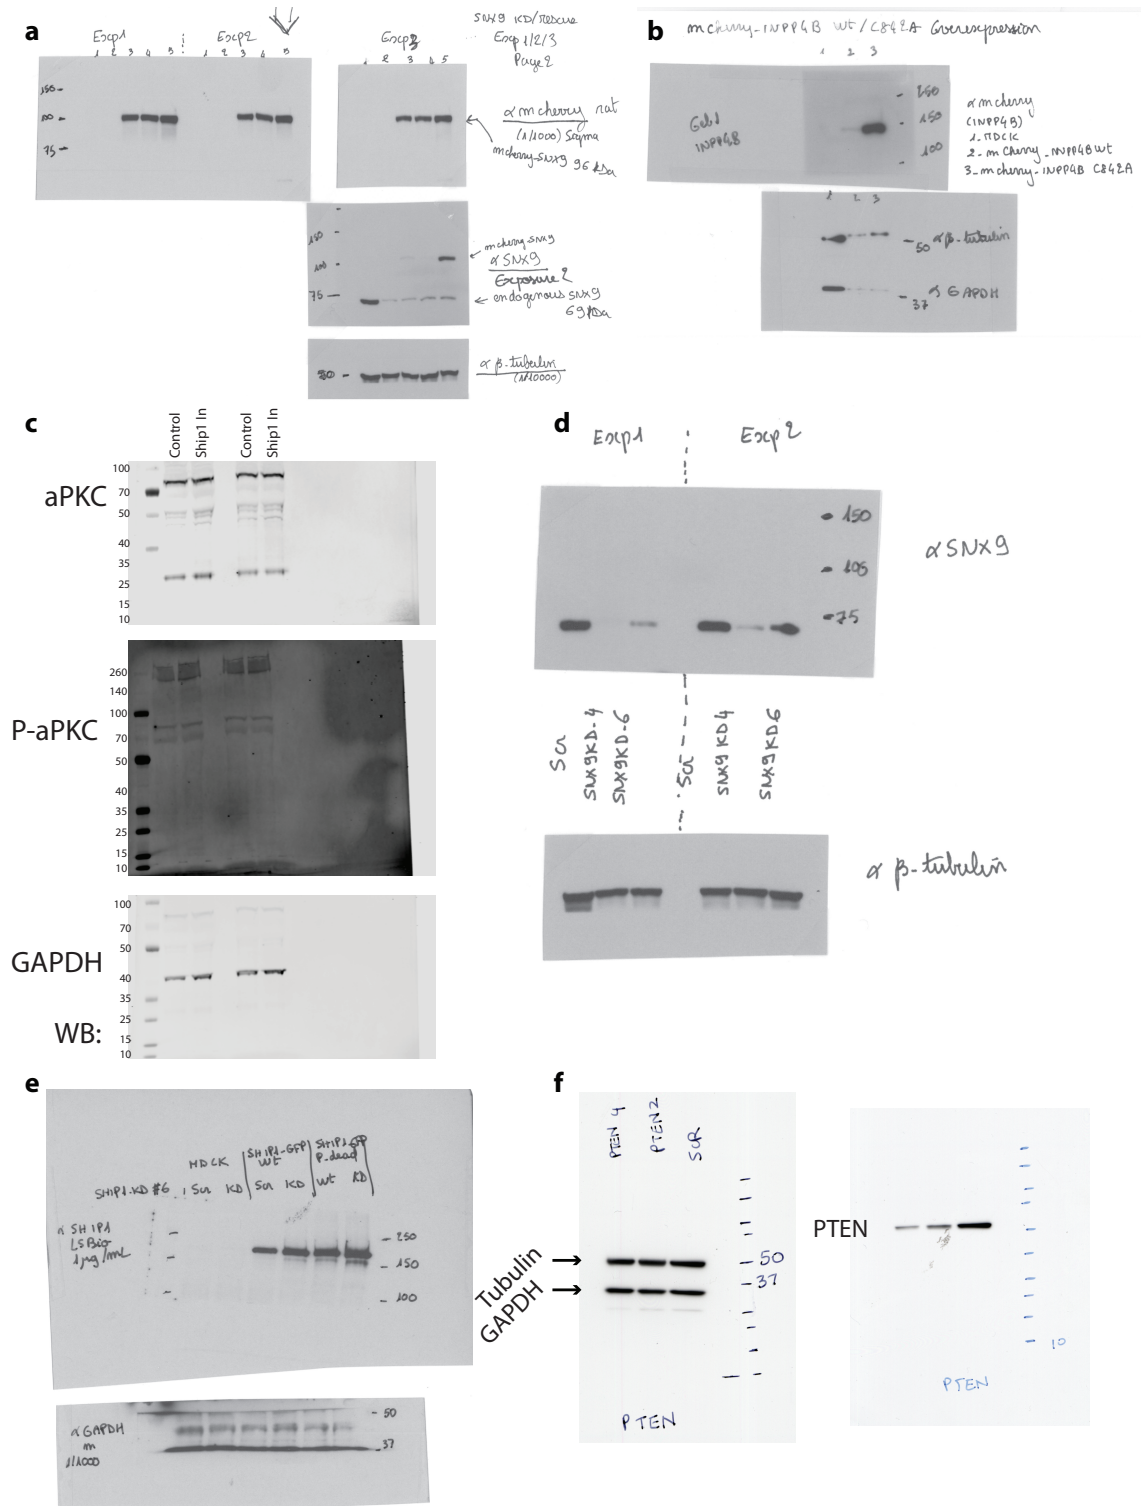 a
Exp1
Exp2
1 2 3 4 5
1 2 3 4 5
150 -
100 -
75 -
Exp3
1 2 3 4 5
SNX9 KD/rescue
Exp 1/2/3
Page 2
α mcherry rat
(1/1000) Sigma
mcherry-SNX9 96 kDa
150 -
100 -
75 -
mcherry-SNX9
α SNX9
Exposure 2
endogenous SNX9
69 kDa
50 -
α β-tubulin
(1/10000)
b
mcherry-INPP4B WT/C842A Overexpression
1 2 3
Gel 1
INPP4B
- 250
- 150
- 100
α mcherry
(INPP4B)
1. MDCK
2- mcherry-INPP4B WT
3- mcherry-INPP4B C842A
1 2 3
- 50 α β-tubulin
- 37 α GAPDH
c
Control
Ship1 In
Control
Ship1 In
aPKC
100
70
50
40
35
25
15
10
P-aPKC
260
140
100
70
50
40
35
25
15
10
GAPDH
100
70
50
40
35
25
15
10
WB:
d
Exp1
Exp2
- 150
- 105
- 75
α SNX9
Scr
SNX9KD-4
SNX9KD-6
Scr
SNX9KD4
SNX9KD6
α β-tubulin
e
MDCK
SHIP1-GFP
WT
SHIP1-GFP
P-dead
SHIP1-KD #6
Scr KD
Scr KD
WT KD
α SHIP1
LSBio
1 µg/mL
- 250
- 150
- 100
α GAPDH
m
1/1000
- 50
- 37
f
PTEN 4
PTEN 2
SCR
Tubulin
GAPDH
- 50
- 37
PTEN
PTEN
- 10
PTEN